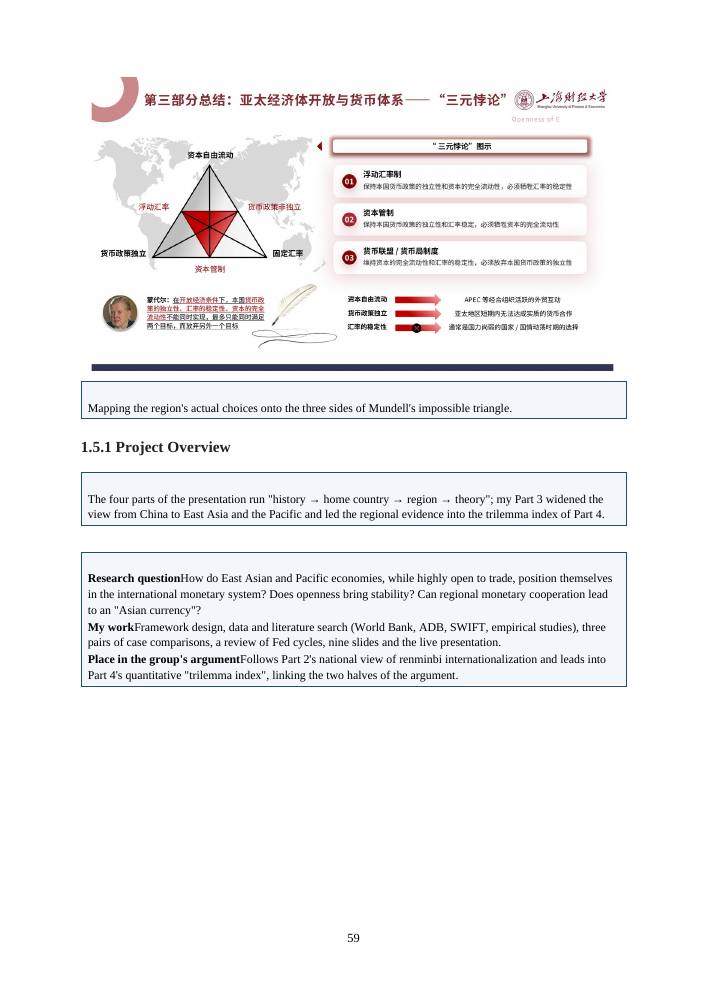 第三部分总结：亚太经济体开放与货币体系——“三元悖论”
上海财经大学
Shanghai University of Finance & Economics
Openness of E
资本自由流动
浮动汇率
货币政策非独立
货币政策独立
固定汇率
资本管制
“三元悖论”图示
01
浮动汇率制
保持本国货币政策的独立性和资本的完全流动性，必须牺牲汇率的稳定性
02
资本管制
保持本国货币政策的独立性和汇率稳定，必须牺牲资本的完全流动性
03
货币联盟 / 货币局制度
维持资本的完全流动性和汇率的稳定性，必须放弃本国货币政策的独立性
蒙代尔：在开放经济条件下，本国货币政
策的独立性、汇率的稳定性、资本的完全
流动性不能同时实现，最多只能同时满足
两个目标，而放弃另外一个目标
资本自由流动
APEC 等经合组织活跃的外贸互动
货币政策独立
亚太地区短期内无法达成实质的货币合作
汇率的稳定性
通常是国力尚弱的国家 / 国情动荡时期的选择
Mapping the region's actual choices onto the three sides of Mundell's impossible triangle.
1.5.1 Project Overview
The four parts of the presentation run "history → home country → region → theory"; my Part 3 widened the
view from China to East Asia and the Pacific and led the regional evidence into the trilemma index of Part 4.
Research questionHow do East Asian and Pacific economies, while highly open to trade, position themselves
in the international monetary system? Does openness bring stability? Can regional monetary cooperation lead
to an "Asian currency"?
My workFramework design, data and literature search (World Bank, ADB, SWIFT, empirical studies), three
pairs of case comparisons, a review of Fed cycles, nine slides and the live presentation.
Place in the group's argumentFollows Part 2's national view of renminbi internationalization and leads into
Part 4's quantitative "trilemma index", linking the two halves of the argument.
59